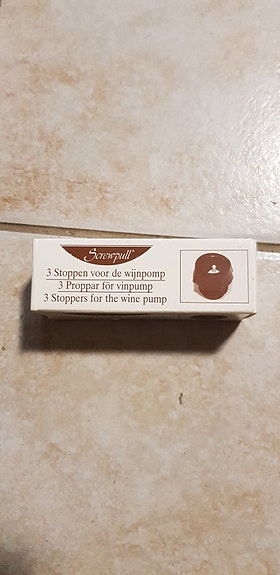 Screwpull®
3 Stoppen voor de wijnpomp
3 Proppar för vinpump
3 Stoppers for the wine pump